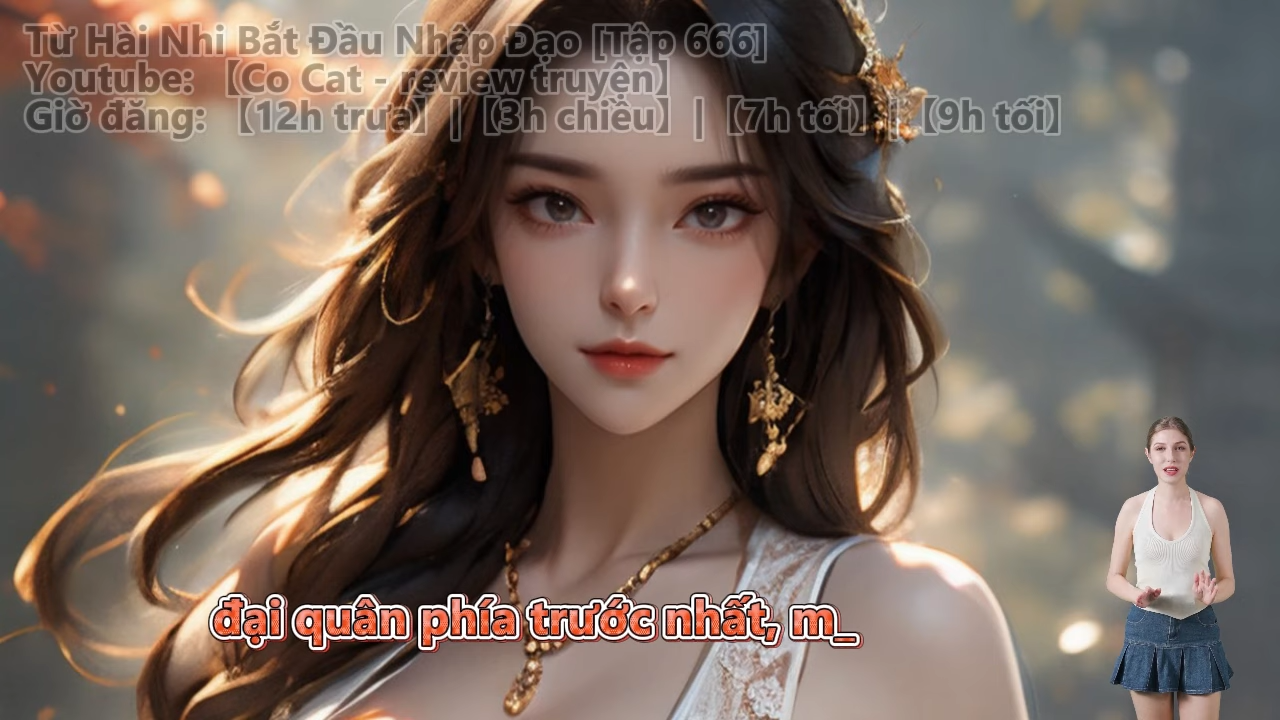 Từ Hài Nhi Bắt Đầu Nhập Đạo [Tập 666]
Youtube: 【Co Cat - review truyện】
Giờ đăng: 【12h trưa】 | 【3h chiều】 | 【7h tối】 | 【9h tối】
đại quân phía trước nhất, m_